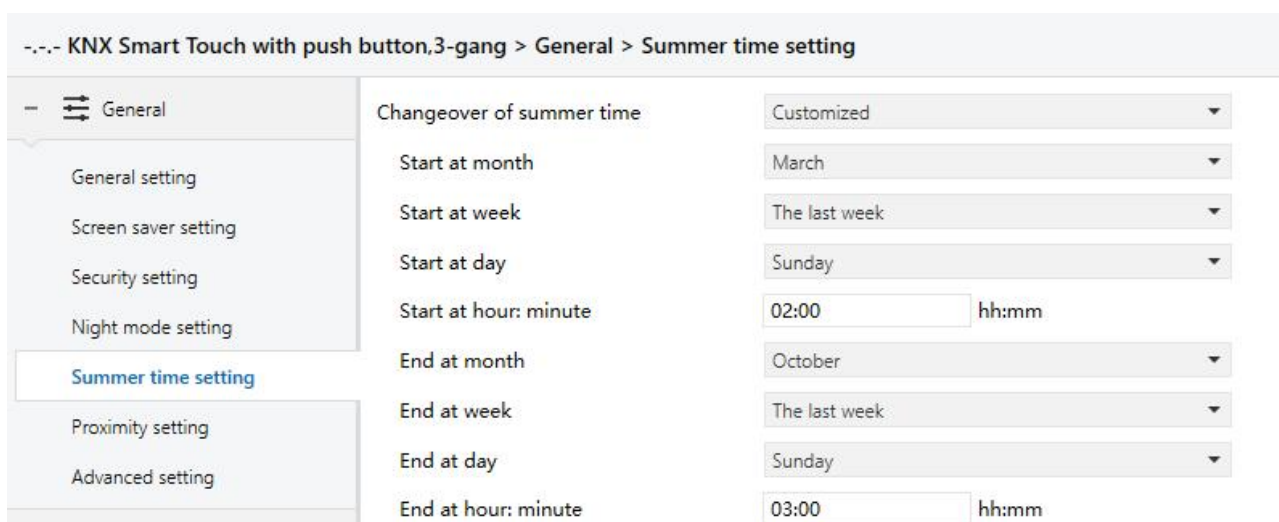 -.-.- KNX Smart Touch with push button,3-gang > General > Summer time setting
General
General setting
Screen saver setting
Security setting
Night mode setting
Summer time setting
Proximity setting
Advanced setting
Changeover of summer time Customized
Start at month March
Start at week The last week
Start at day Sunday
Start at hour: minute 02:00 hh:mm
End at month October
End at week The last week
End at day Sunday
End at hour: minute 03:00 hh:mm